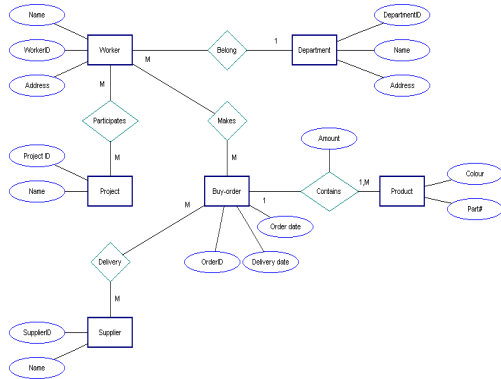 Name
DepartmentID
WorkerID
Worker
Belong
1
Department
Name
M
Address
M
Address
Participates
Makes
Amount
M
M
Project ID
Colour
Name
Project
M
Buy-order
1
Contains
1,M
Product
Part#
Order date
Delivery
OrderID
Delivery date
M
SupplierID
Supplier
Name